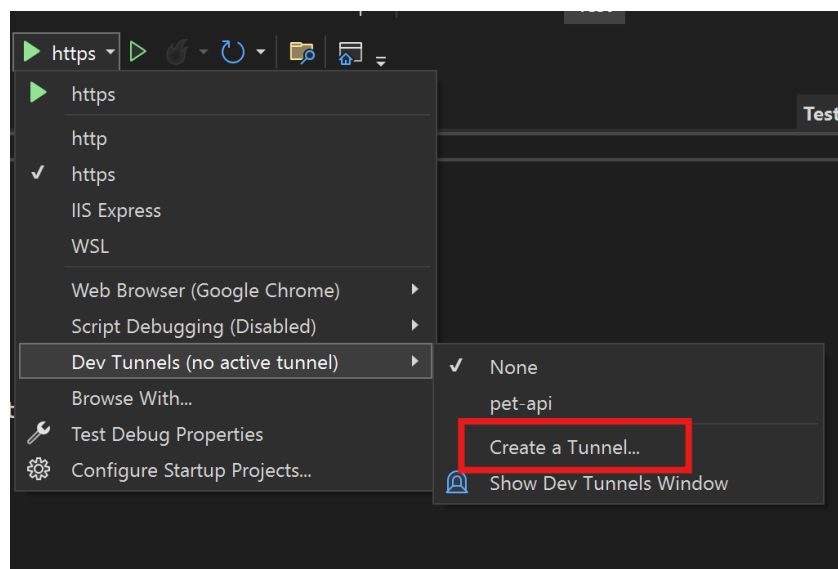 https
https
Test
http
https
IIS Express
WSL
Web Browser (Google Chrome)
Script Debugging (Disabled)
Dev Tunnels (no active tunnel)
Browse With...
Test Debug Properties
Configure Startup Projects...
None
pet-api
Create a Tunnel...
Show Dev Tunnels Window